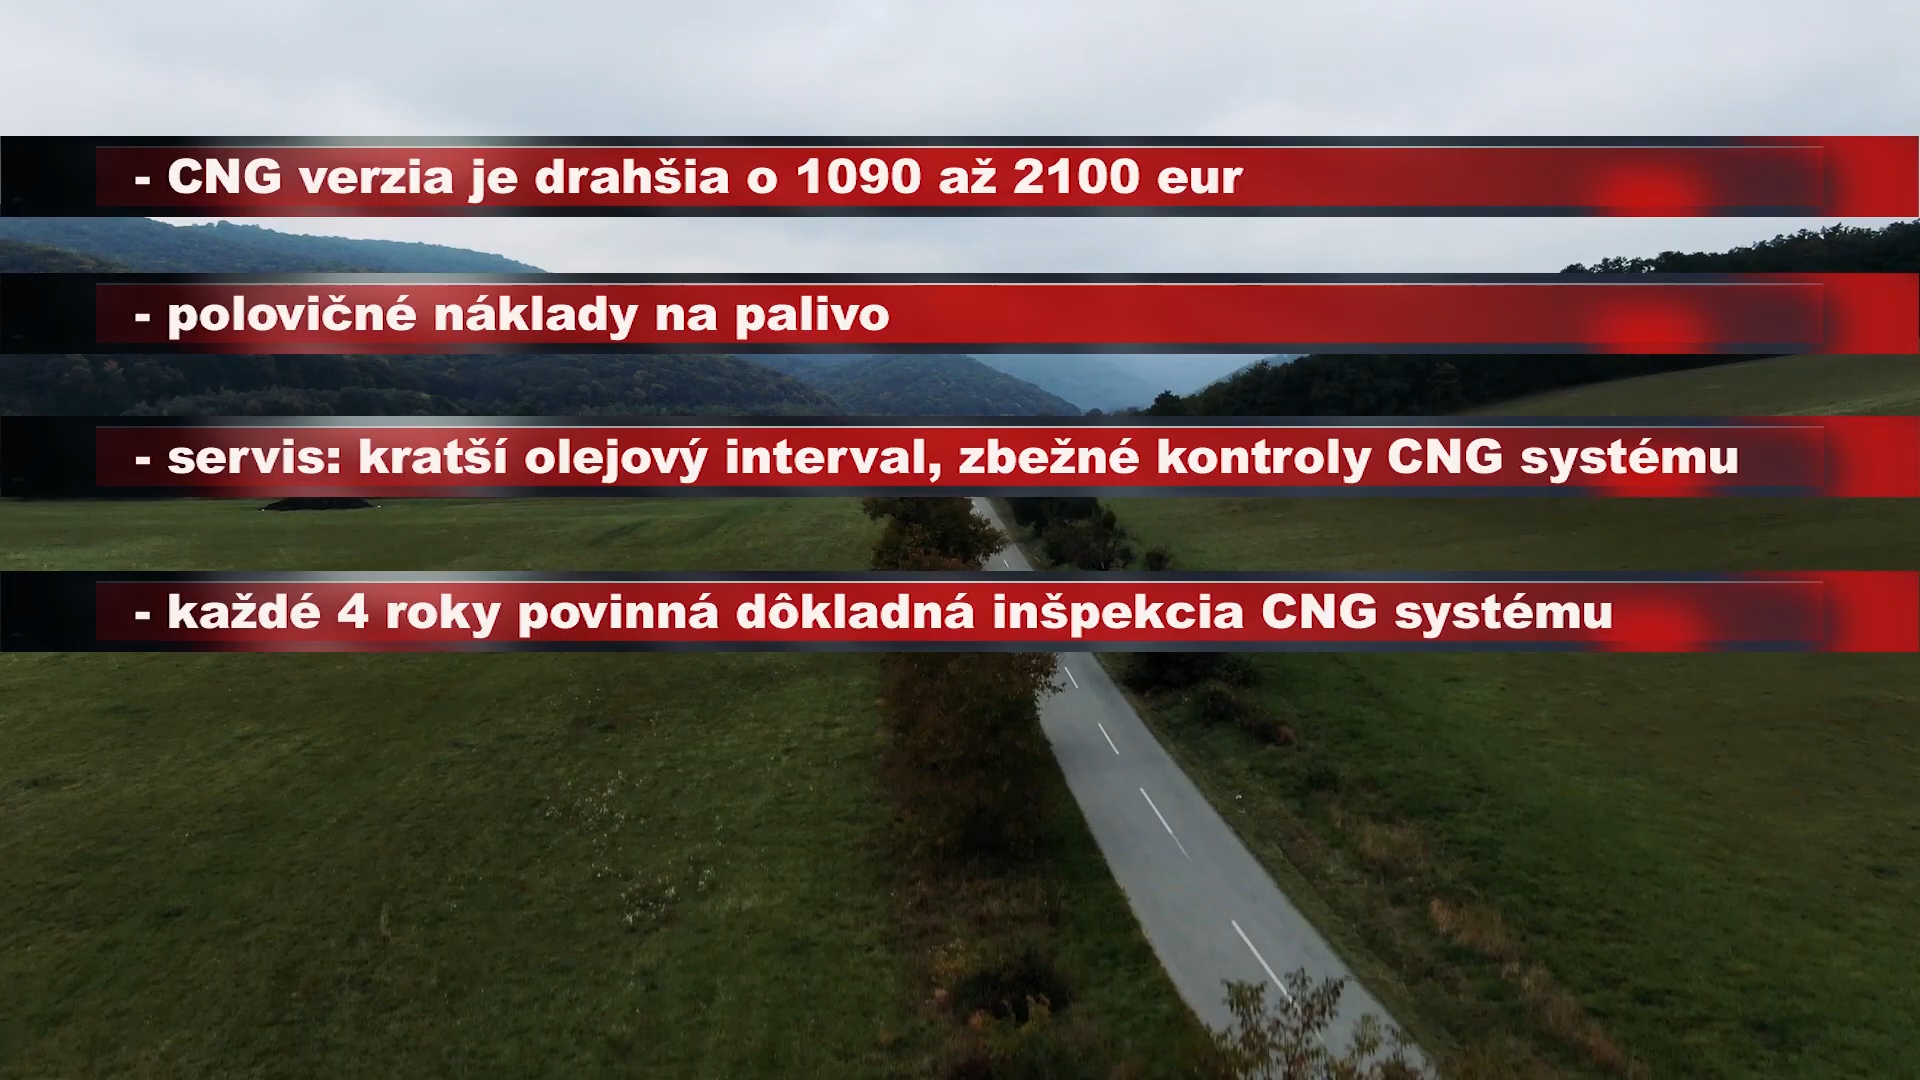 - CNG verzia je drahšia o 1090 až 2100 eur
- polovičné náklady na palivo
- servis: kratší olejový interval, zbežné kontroly CNG systému
- každé 4 roky povinná dôkladná inšpekcia CNG systému